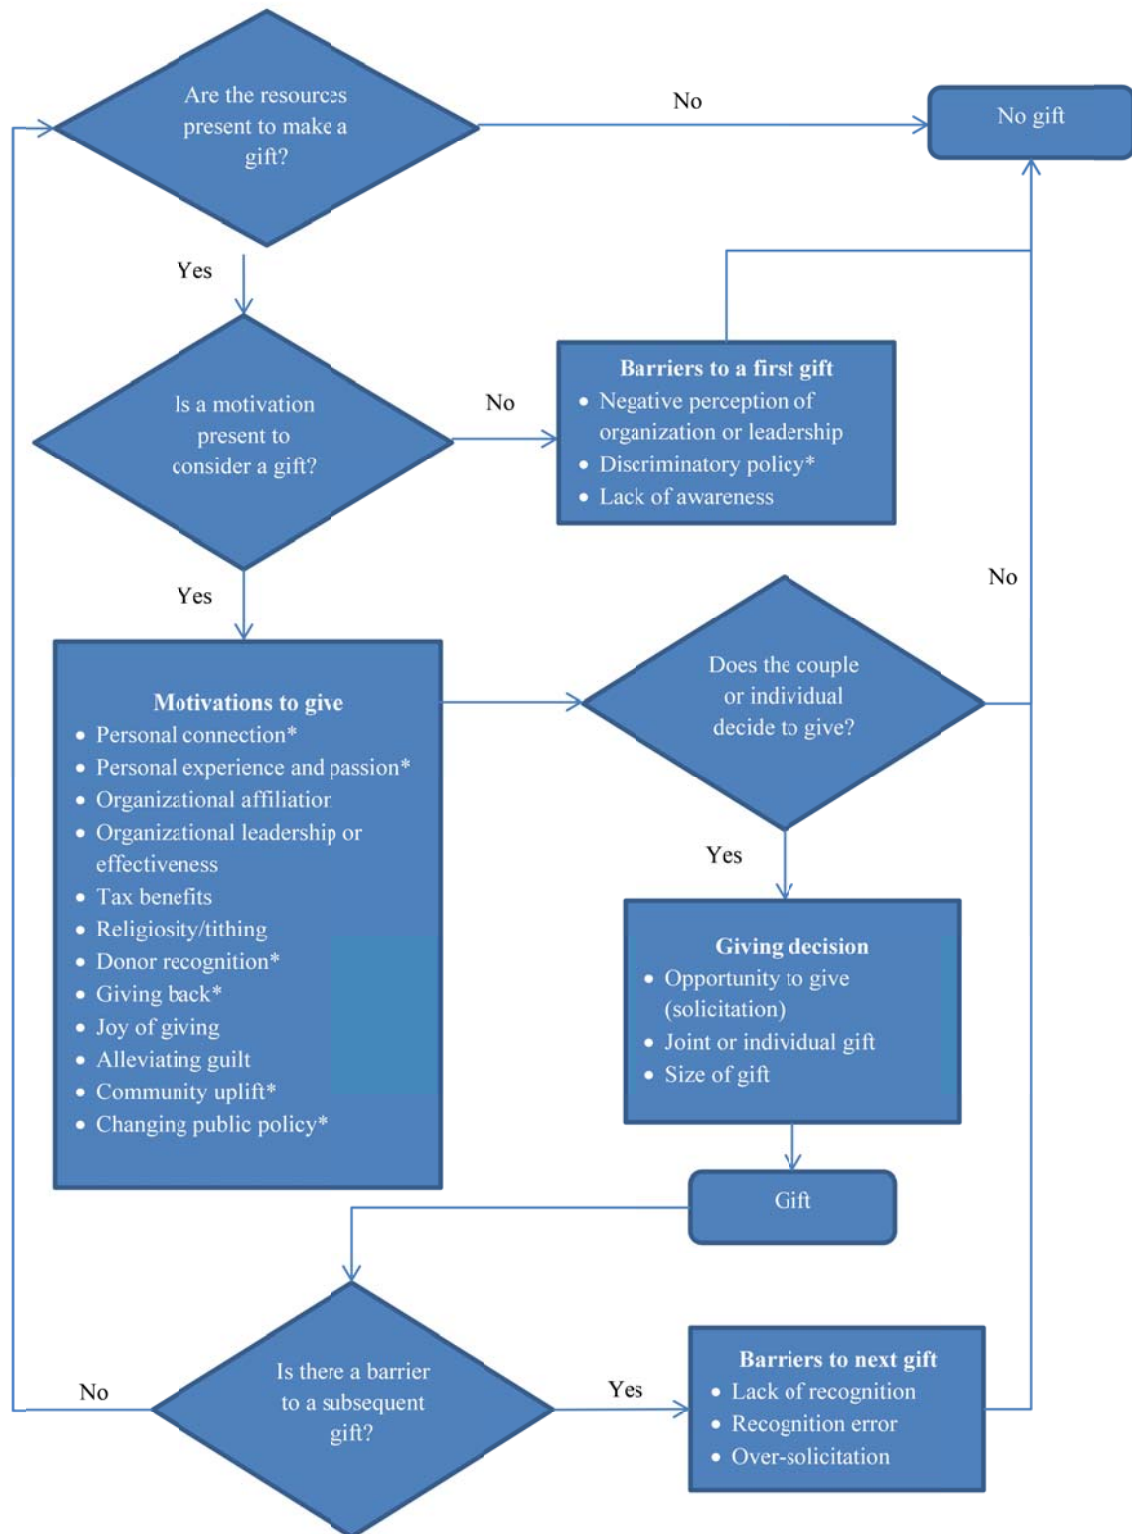 Are the resources
present to make a
gift?
No
No gift
Yes
Is a motivation
present to
consider a gift?
No
Barriers to a first gift
• Negative perception of
organization or leadership
• Discriminatory policy*
• Lack of awareness
Yes
Motivations to give
• Personal connection*
• Personal experience and passion*
• Organizational affiliation
• Organizational leadership or
effectiveness
• Tax benefits
• Religiosity/tithing
• Donor recognition*
• Giving back*
• Joy of giving
• Alleviating guilt
• Community uplift*
• Changing public policy*
Does the couple
or individual
decide to give?
No
Yes
Giving decision
• Opportunity to give
(solicitation)
• Joint or individual gift
• Size of gift
Gift
Is there a barrier
to a subsequent
gift?
No
Yes
Barriers to next gift
• Lack of recognition
• Recognition error
• Over-solicitation